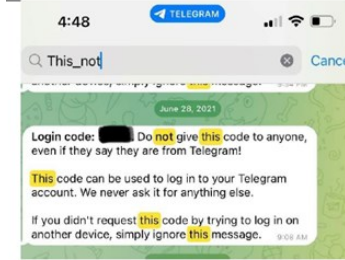 4:48
TELEGRAM
This_not
Cance
June 28, 2021
Login code: Do not give this code to anyone,
even if they say they are from Telegram!
This code can be used to log in to your Telegram
account. We never ask it for anything else.
If you didn't request this code by trying to log in on
another device, simply ignore this message.
9:08 AM